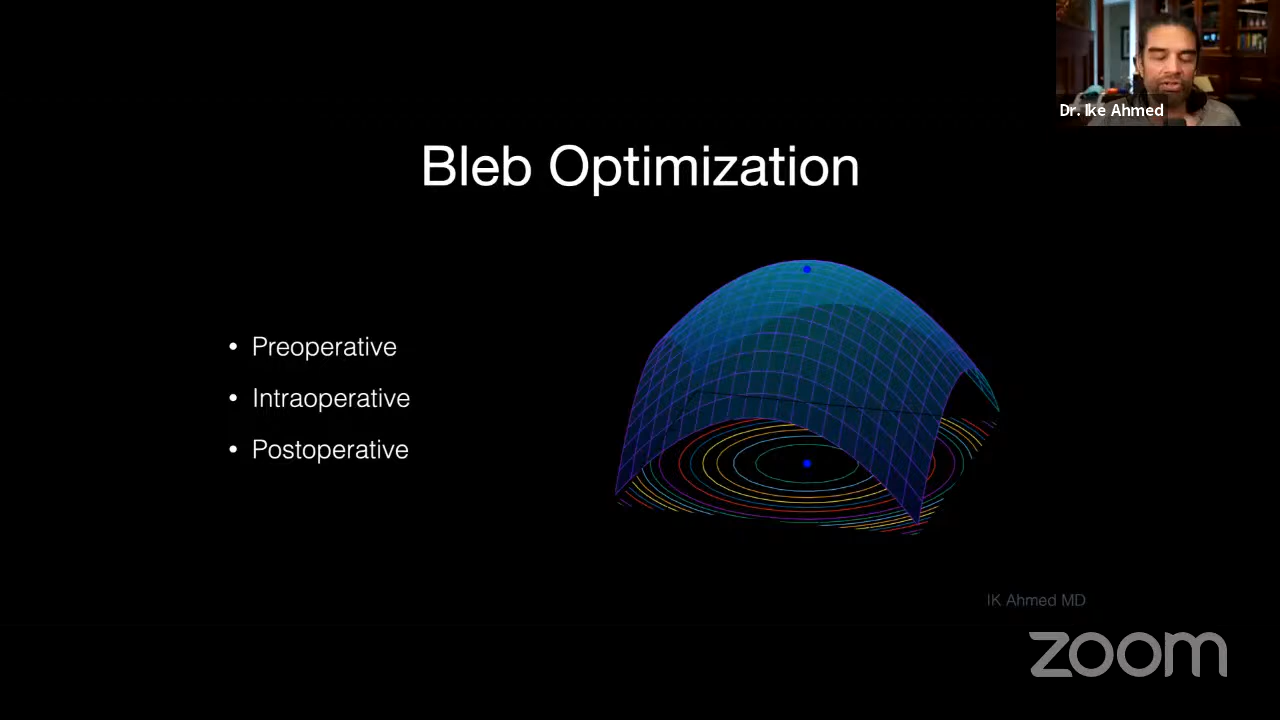 Dr. Ike Ahmed
Bleb Optimization
• Preoperative
• Intraoperative
• Postoperative
IK Ahmed MD
zoom